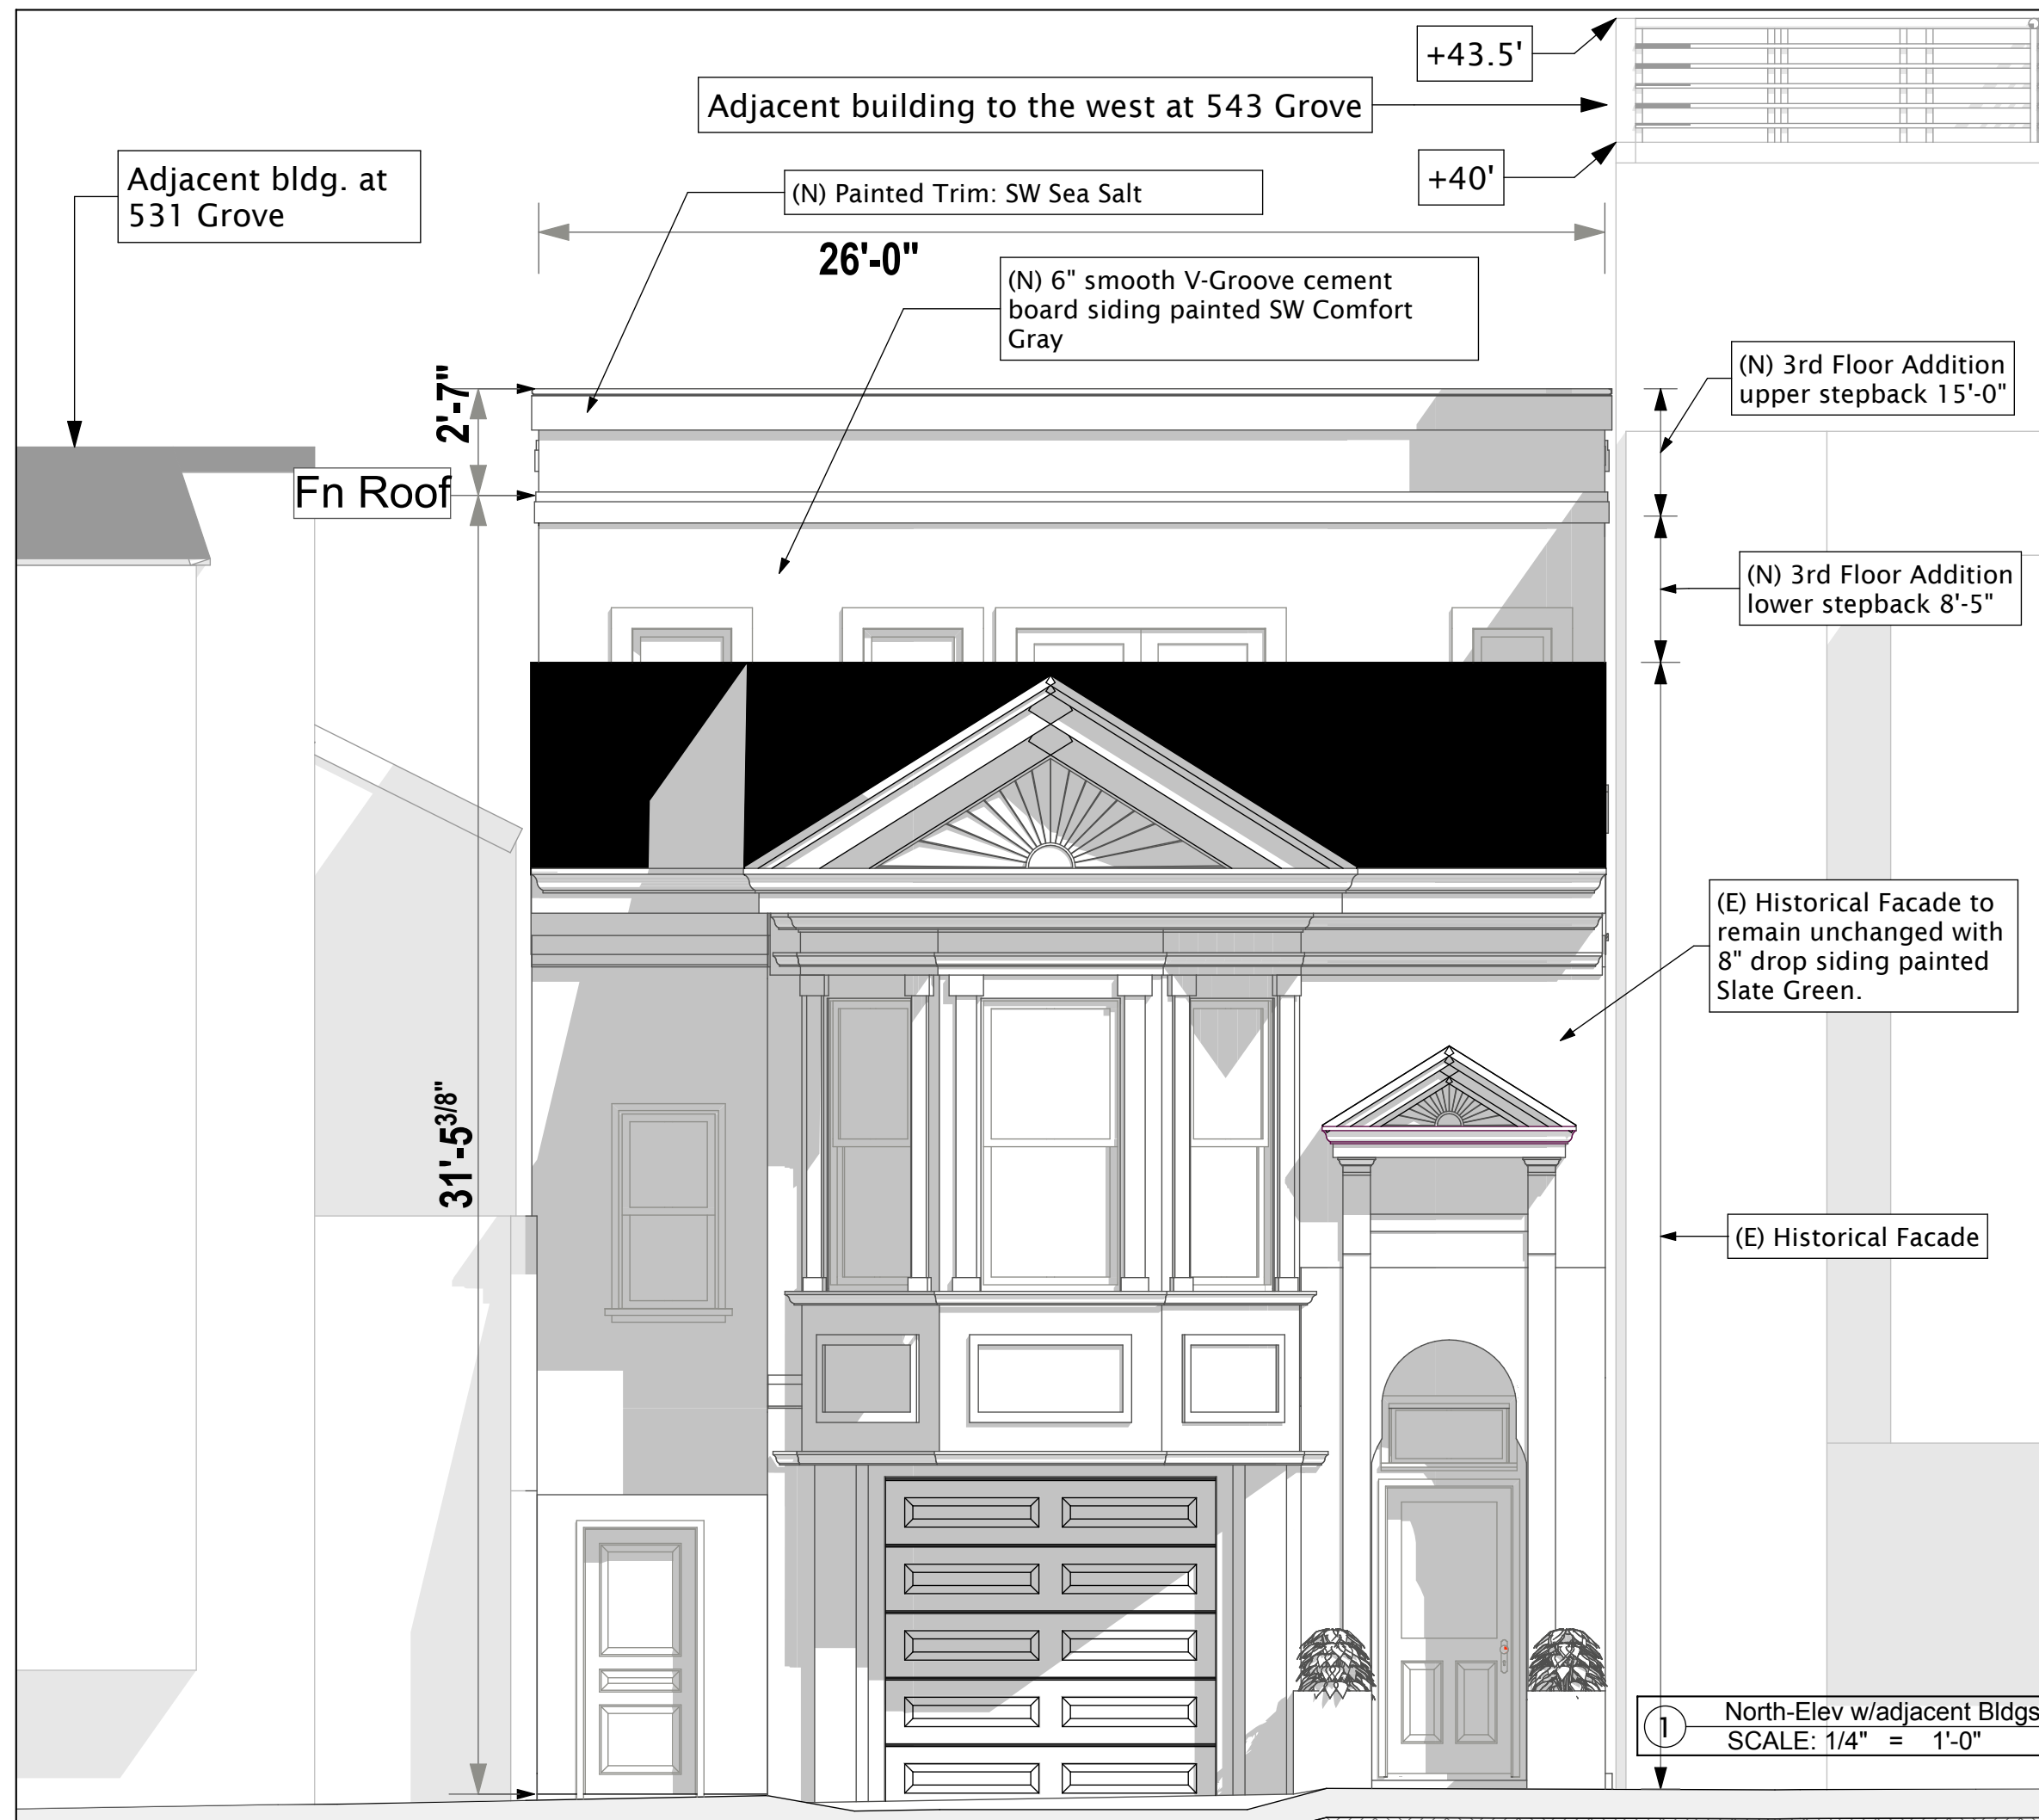 +43.5'
Adjacent building to the west at 543 Grove
+40'
Adjacent bldg. at
531 Grove
(N) Painted Trim: SW Sea Salt
26'-0"
(N) 6" smooth V-Groove cement
board siding painted SW Comfort
Gray
2'-7"
(N) 3rd Floor Addition
upper stepback 15'-0"
Fn Roof
(N) 3rd Floor Addition
lower stepback 8'-5"
(E) Historical Facade to
remain unchanged with
8" drop siding painted
Slate Green.
31'-5 3/8"
(E) Historical Facade
1
North-Elev w/adjacent Bldgs
SCALE: 1/4" = 1'-0"